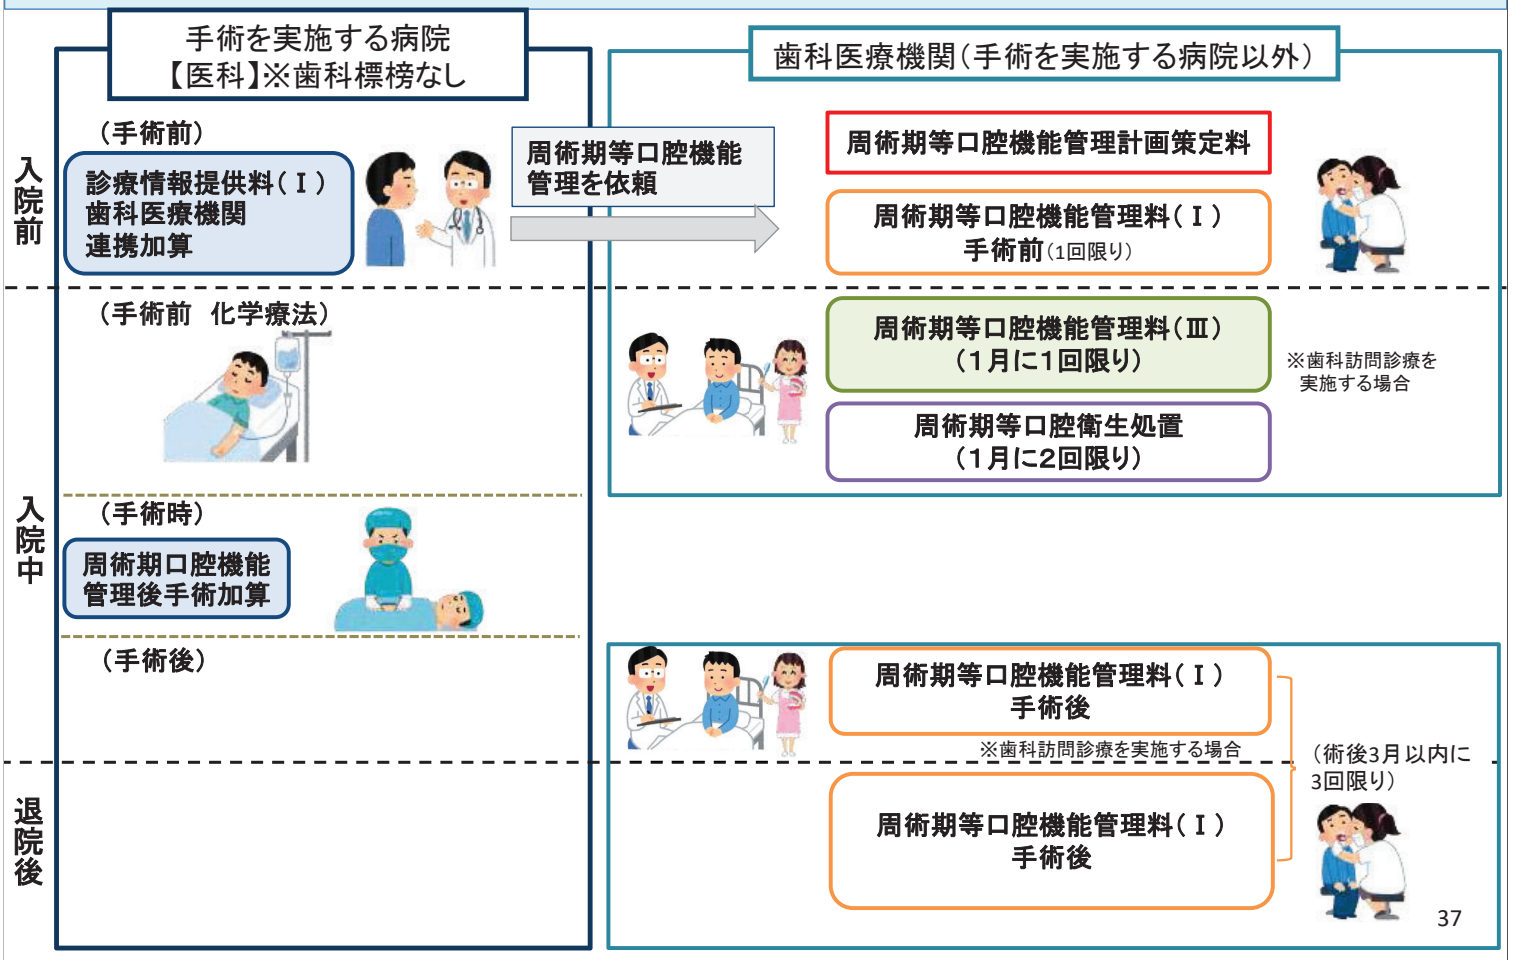 手術を実施する病院
【医科】※歯科標榜なし
歯科医療機関（手術を実施する病院以外）
入院前
（手術前）
診療情報提供料（Ⅰ）
歯科医療機関
連携加算
周術期等口腔機能
管理を依頼
周術期等口腔機能管理計画策定料
周術期等口腔機能管理料（Ⅰ）
手術前（1回限り）
入院中
（手術前　化学療法）
周術期等口腔機能管理料（Ⅲ）
（１月に１回限り）
※歯科訪問診療を
実施する場合
周術期等口腔衛生処置
（１月に２回限り）
（手術時）
周術期口腔機能
管理後手術加算
（手術後）
周術期等口腔機能管理料（Ⅰ）
手術後
※歯科訪問診療を実施する場合
（術後3月以内に
3回限り）
退院後
周術期等口腔機能管理料（Ⅰ）
手術後
37